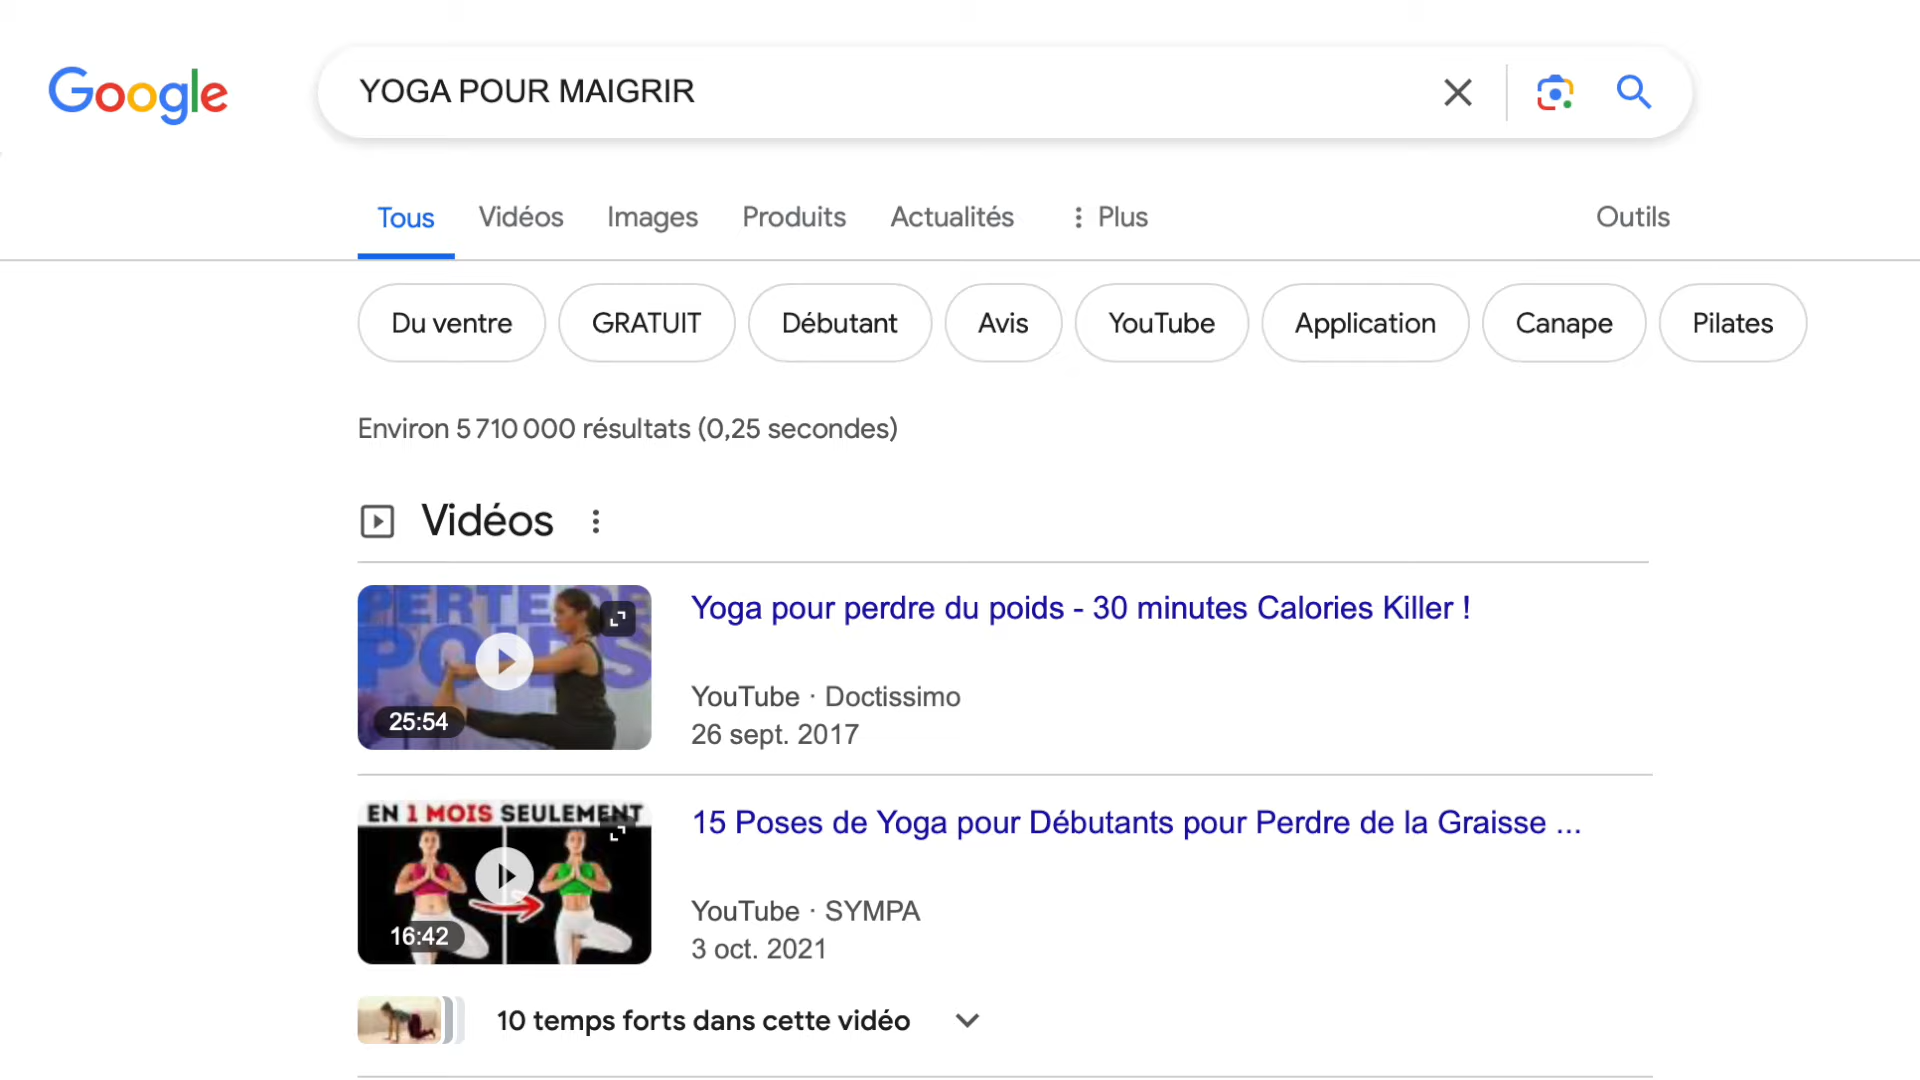 Google
YOGA POUR MAIGRIR
Tous Vidéos Images Produits Actualités Plus Outils
Du ventre GRATUIT Débutant Avis YouTube Application Canape Pilates
Environ 5 710 000 résultats (0,25 secondes)
Vidéos
PERTE DE
POIDS
25:54
Yoga pour perdre du poids - 30 minutes Calories Killer !
YouTube · Doctissimo
26 sept. 2017
EN 1 MOIS SEULEMENT
16:42
15 Poses de Yoga pour Débutants pour Perdre de la Graisse ...
YouTube · SYMPA
3 oct. 2021
10 temps forts dans cette vidéo